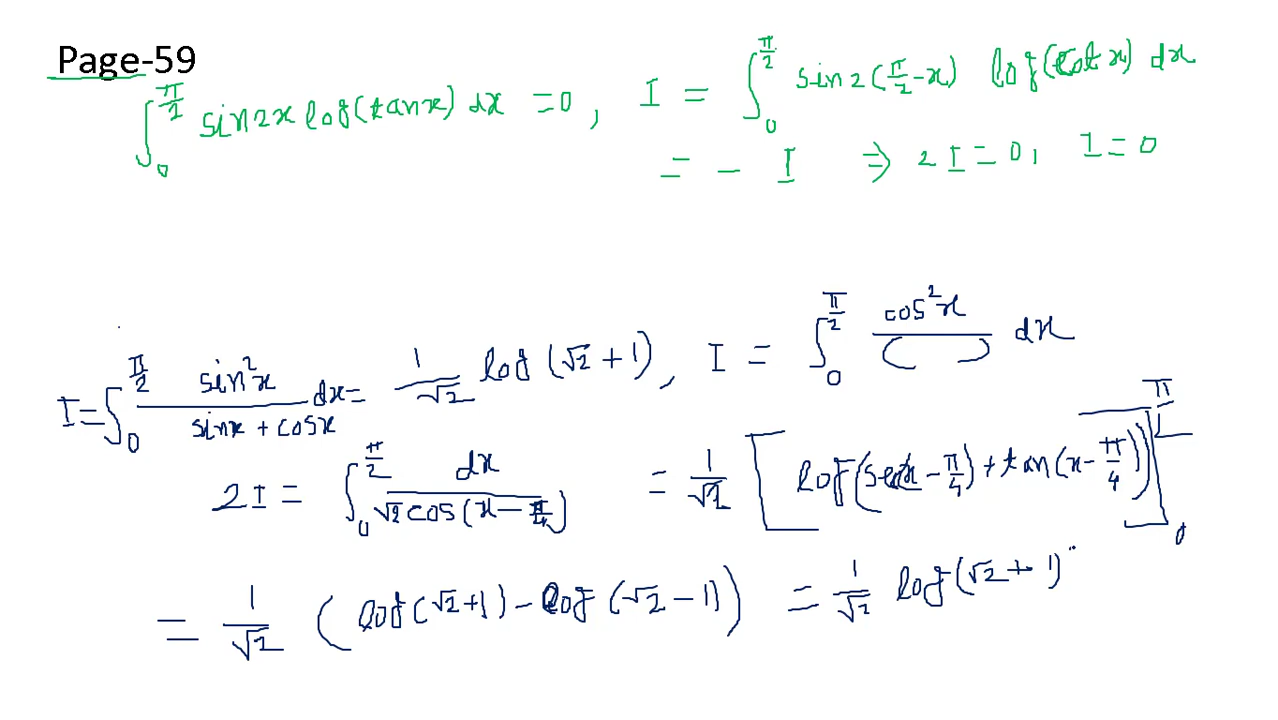 Page-59
∫₀^{π/2} sin2x log(tanx) dx = 0, I = ∫₀^{π/2} sin2(π/2 - x) log(cotx) dx
= - I ⇒ 2I = 0, I = 0
I = ∫₀^{π/2} sin²x / (sinx + cosx) dx = 1/√2 log(√2 + 1), I = ∫₀^{π/2} cos²x / ( ) dx
2I = ∫₀^{π/2} dx / (√2 cos(x - π/4)) = 1/√2 [log(sec(x - π/4) + tan(x - π/4))]₀
= 1/√2 (log(√2+1) - log(√2 - 1)) = 1/√2 log(√2 + 1)